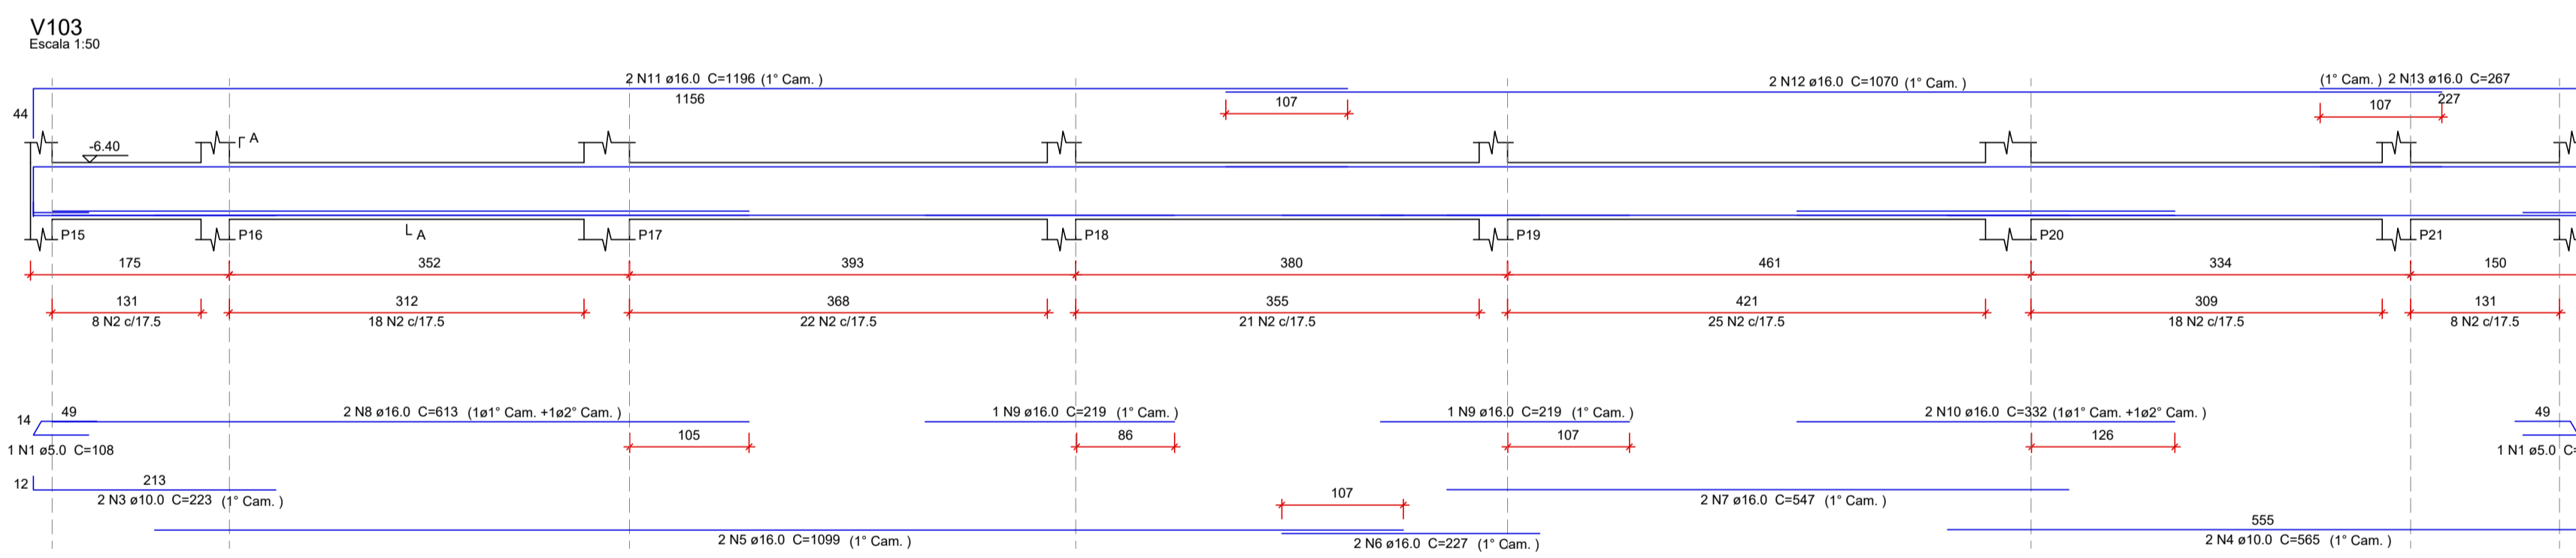 V103
Escala 1:50
2 N11 ø16.0 C=1196 (1° Cam. )
2 N12 ø16.0 C=1070 (1° Cam. )
(1° Cam. ) 2 N13 ø16.0 C=267
1156
107
107
227
44
-6.40
A
A
P15
P16
P17
P18
P19
P20
P21
175
352
393
380
461
334
150
131
312
368
355
421
309
131
8 N2 c/17.5
18 N2 c/17.5
22 N2 c/17.5
21 N2 c/17.5
25 N2 c/17.5
18 N2 c/17.5
8 N2 c/17.5
14
49
2 N8 ø16.0 C=613 (1ø1° Cam. +1ø2° Cam. )
1 N9 ø16.0 C=219 (1° Cam. )
1 N9 ø16.0 C=219 (1° Cam. )
2 N10 ø16.0 C=332 (1ø1° Cam. +1ø2° Cam. )
49
105
86
107
126
1 N1 ø5.0 C=108
1 N1 ø5.0 C=
12
213
2 N3 ø10.0 C=223 (1° Cam. )
107
2 N7 ø16.0 C=547 (1° Cam. )
2 N5 ø16.0 C=1099 (1° Cam. )
2 N6 ø16.0 C=227 (1° Cam. )
555
2 N4 ø10.0 C=565 (1° Cam. )